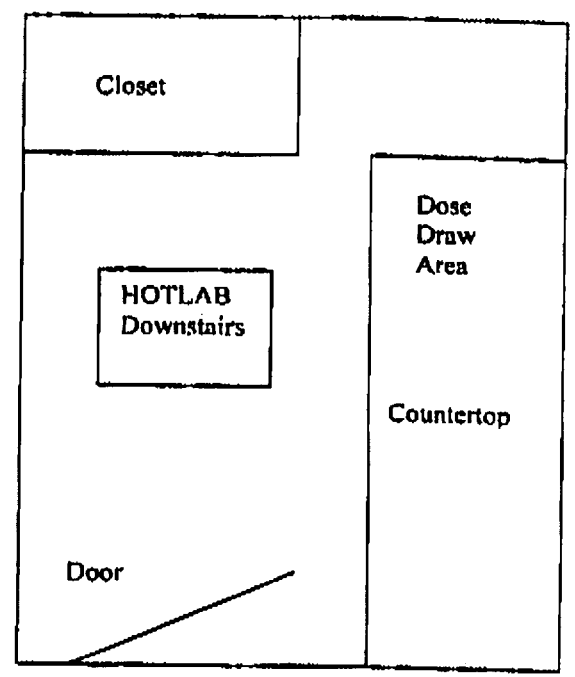 Closet
Dose
Draw
Area
HOTLAB
Downstairs
Countertop
Door